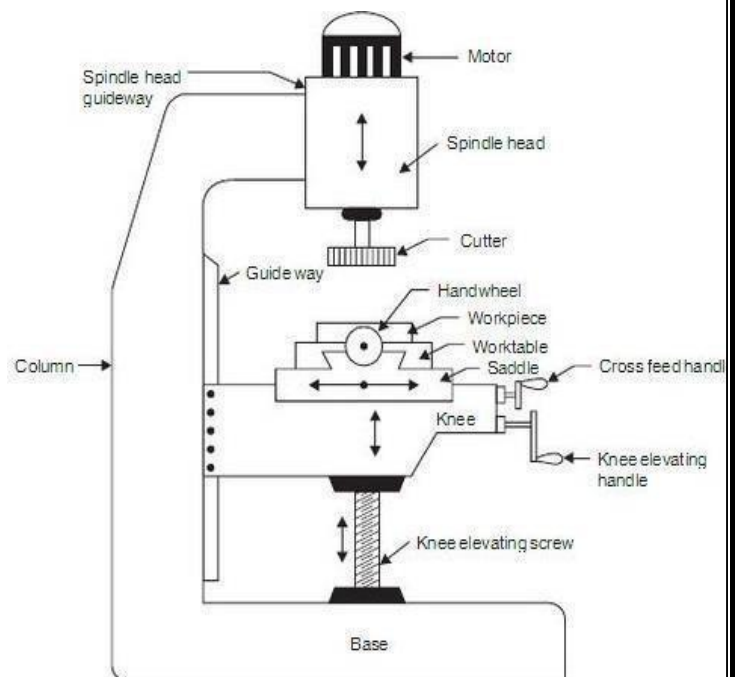 Motor
Spindle head
guideway
Spindle head
Cutter
Guide way
Handwheel
Workpiece
Worktable
Saddle
Column
Cross feed handl
Knee
Knee elevating
handle
Knee elevating screw
Base